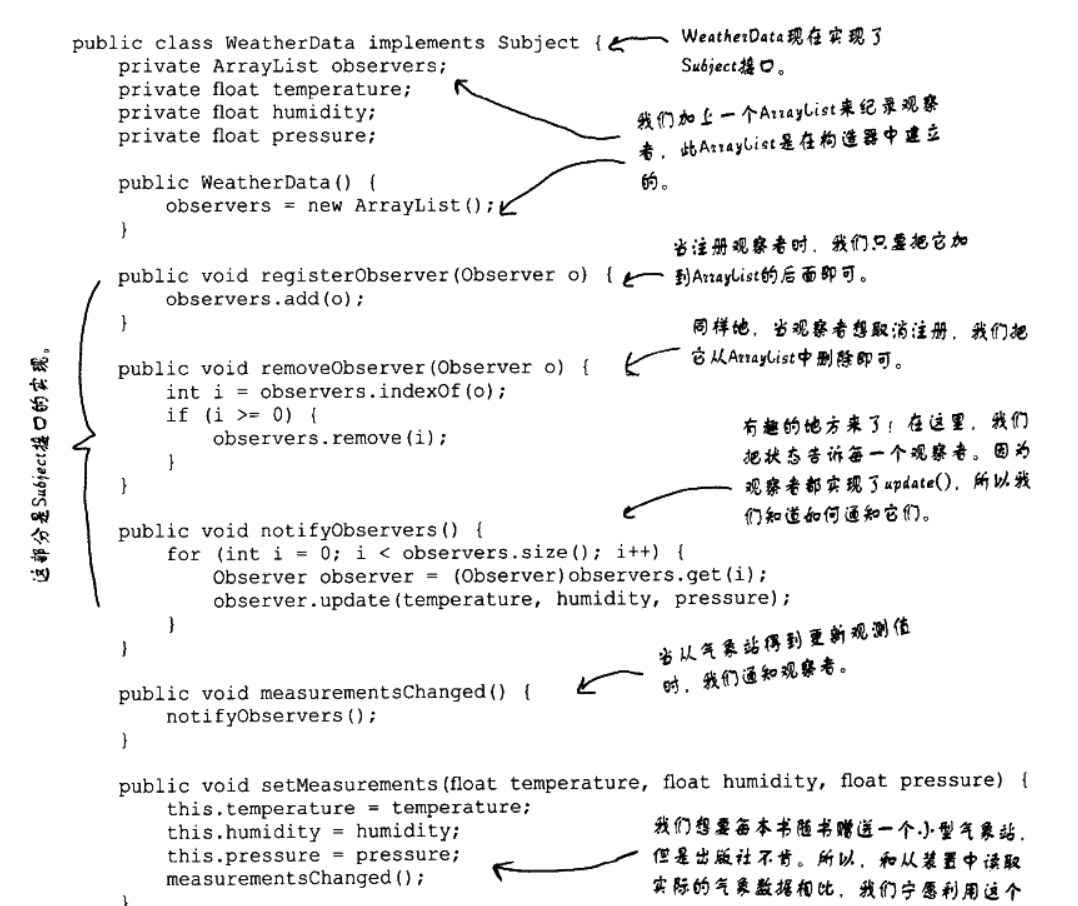 public class WeatherData implements Subject {
WeatherData现在实现了
Subject接口。
private ArrayList observers;
private float temperature;
private float humidity;
private float pressure;
我们加上一个ArrayList来纪录观察
者，此ArrayList是在构造器中建立
的。
public WeatherData() {
observers = new ArrayList();
}
当注册观察者时，我们只要把它加
到ArrayList的后面即可。
public void registerObserver(Observer o) {
observers.add(o);
}
同样地，当观察者想取消注册，我们把
它从ArrayList中删除即可。
public void removeObserver(Observer o) {
int i = observers.indexOf(o);
if (i >= 0) {
observers.remove(i);
}
}
这部分是Subject接口的实现。
有趣的地方来了！在这里，我们
把状态告诉每一个观察者。因为
观察者都实现了update()，所以我
们知道如何通知它们。
public void notifyObservers() {
for (int i = 0; i < observers.size(); i++) {
Observer observer = (Observer)observers.get(i);
observer.update(temperature, humidity, pressure);
}
}
当从气象站得到更新观测值
时，我们通知观察者。
public void measurementsChanged() {
notifyObservers();
}
public void setMeasurements(float temperature, float humidity, float pressure) {
this.temperature = temperature;
this.humidity = humidity;
this.pressure = pressure;
measurementsChanged();
}
我们想要每本书随书赠送一个小型气象站，
但是出版社不肯。所以，和从装置中读取
实际的气象数据相比，我们宁愿利用这个